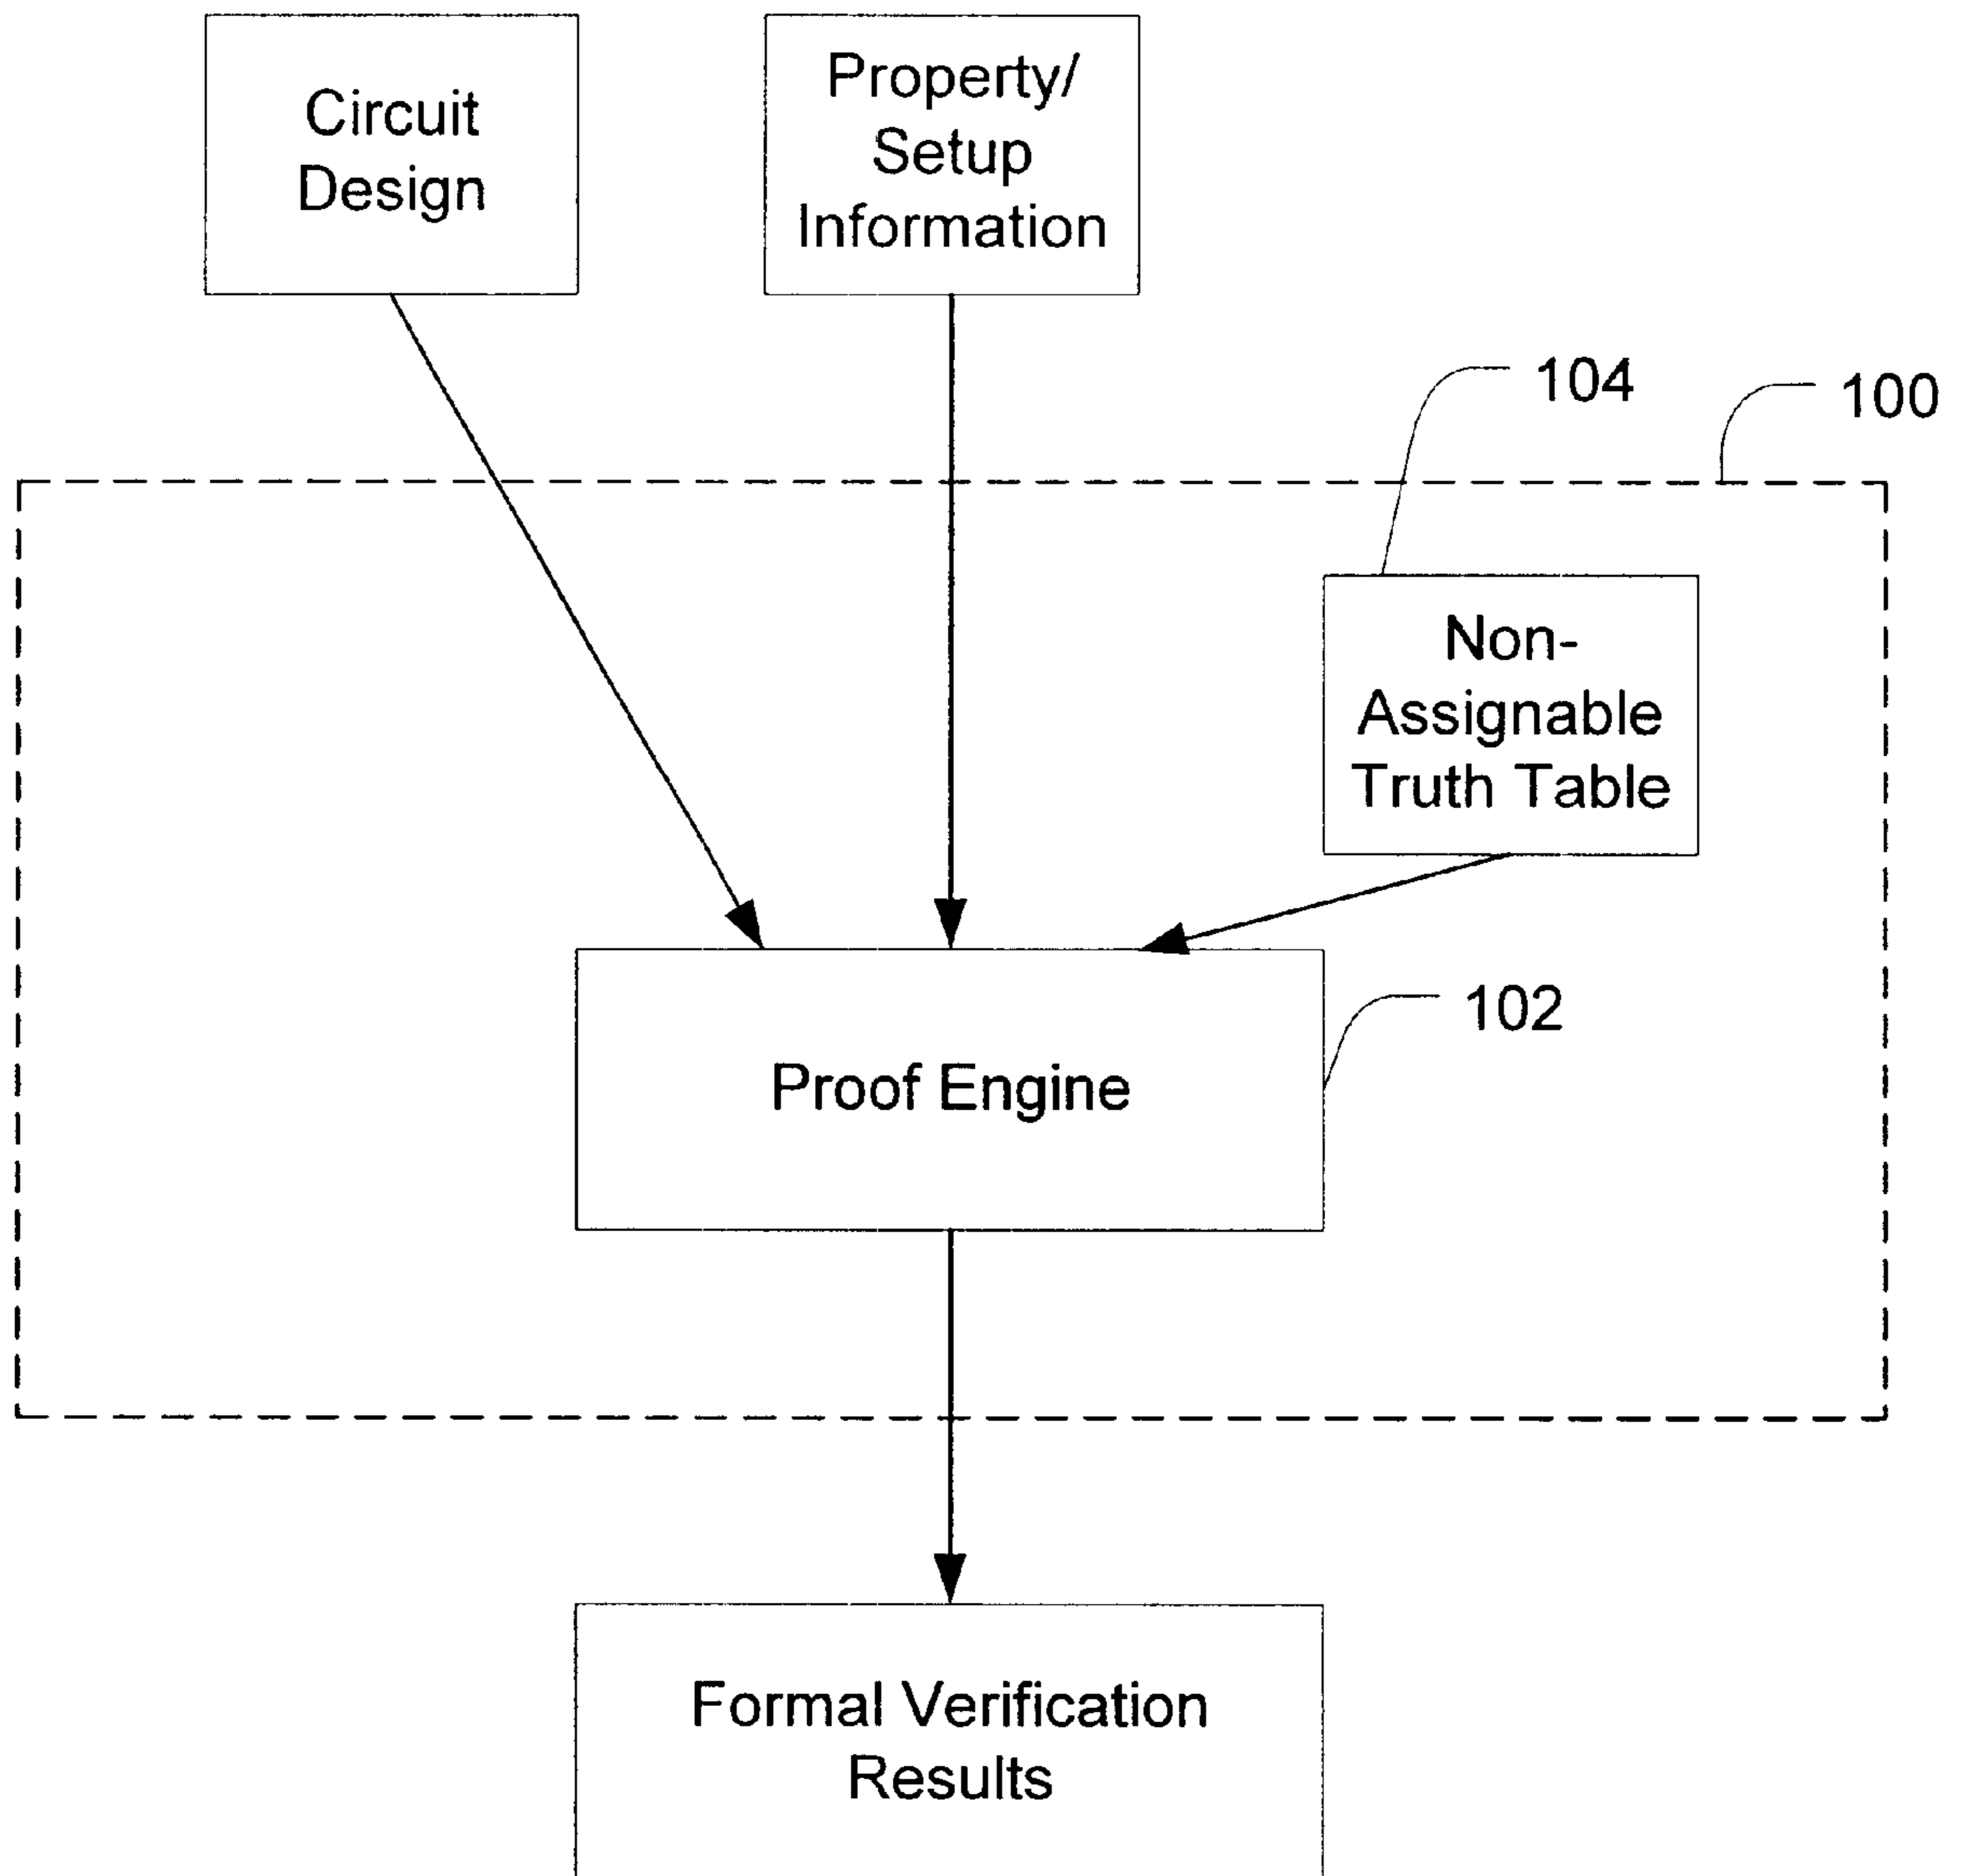 Circuit
Design
Property/
Setup
Information
104
100
Non-
Assignable
Truth Table
102
Proof Engine
Formal Verification
Results